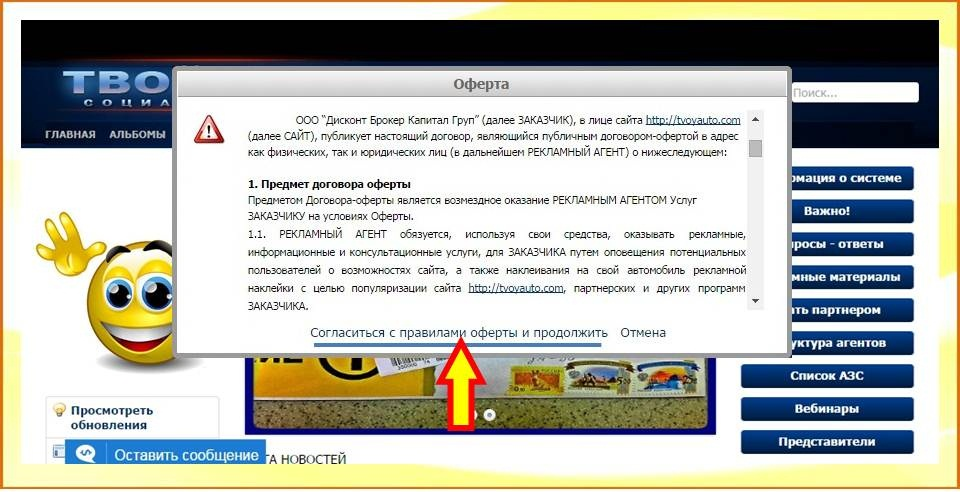 ТВО
СОЦИА
Поиск...
ГЛАВНАЯ АЛЬБОМЫ
Оферта
ООО “Дисконт Брокер Капитал Груп” (далее ЗАКАЗЧИК), в лице сайта http://tvoyauto.com
(далее САЙТ), публикует настоящий договор, являющийся публичным договором-офертой в адрес
как физических, так и юридических лиц (в дальнейшем РЕКЛАМНЫЙ АГЕНТ) о нижеследующем:
1. Предмет договора оферты
Предметом Договора-оферты является возмездное оказание РЕКЛАМНЫМ АГЕНТОМ Услуг
ЗАКАЗЧИКУ на условиях Оферты.
1.1. РЕКЛАМНЫЙ АГЕНТ обязуется, используя свои средства, оказывать рекламные,
информационные и консультационные услуги, для ЗАКАЗЧИКА путем оповещения потенциальных
пользователей о возможностях сайта, а также наклеивания на свой автомобиль рекламной
наклейки с целью популяризации сайта http://tvoyauto.com, партнерских и других программ
ЗАКАЗЧИКА.
Согласиться с правилами оферты и продолжить Отмена
рмация о системе
Важно!
просы - ответы
мные материалы
ать партнером
руктура агентов
Список АЗС
Вебинары
Представители
Просмотреть
обновления
Оставить сообщение
ТА НОВОСТЕЙ